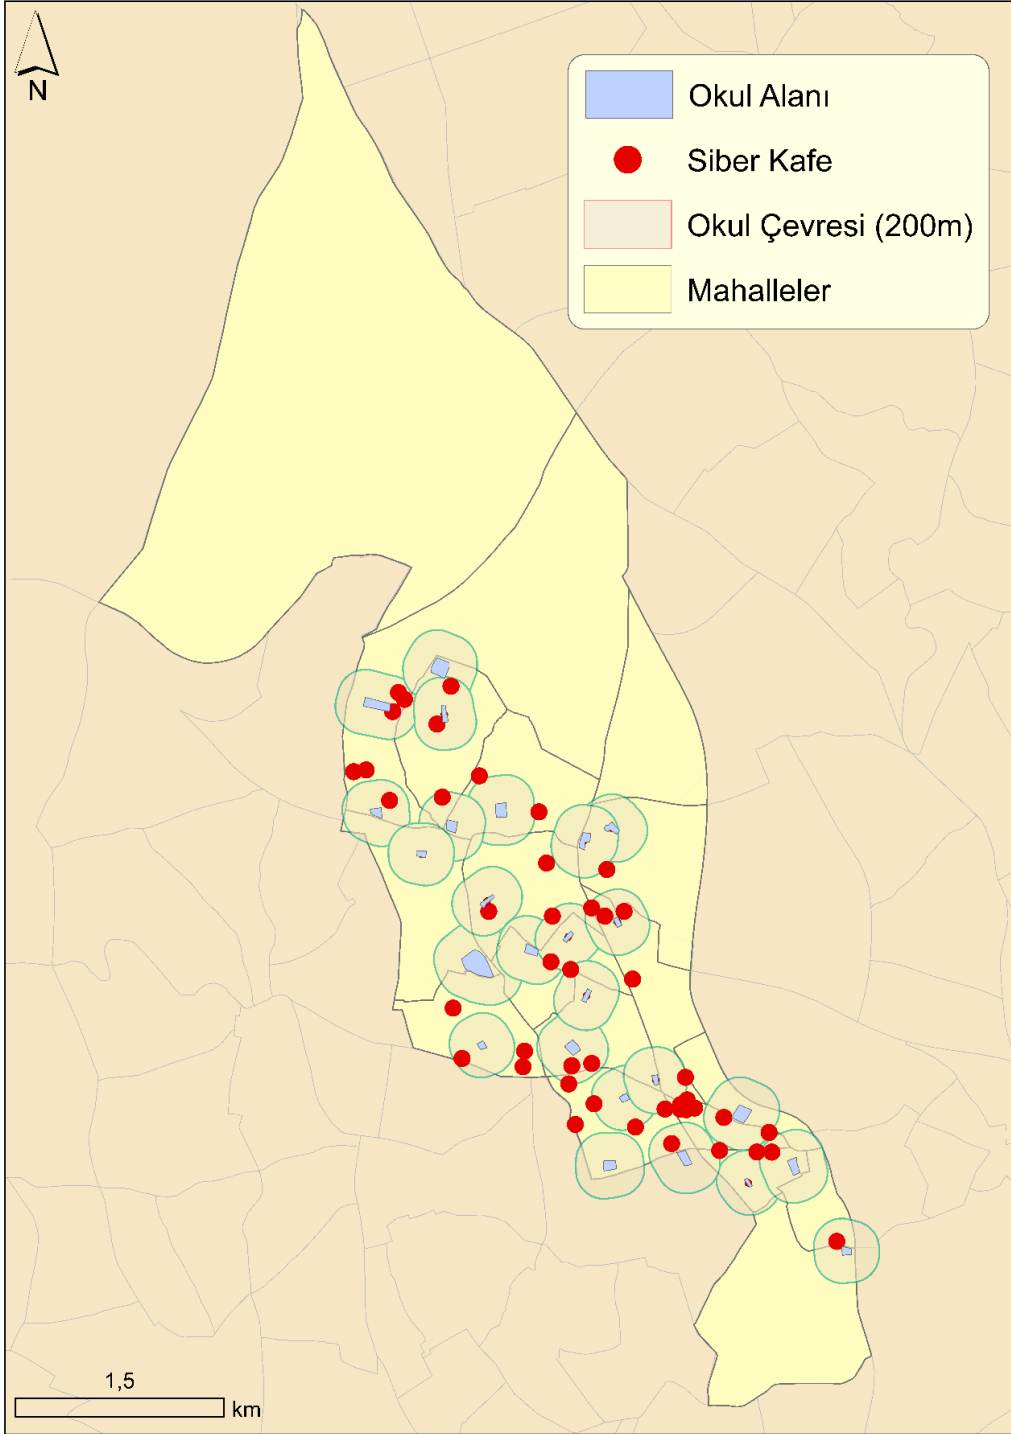 N
Okul Alanı
Siber Kafe
Okul Çevresi (200m)
Mahalleler
1,5
km